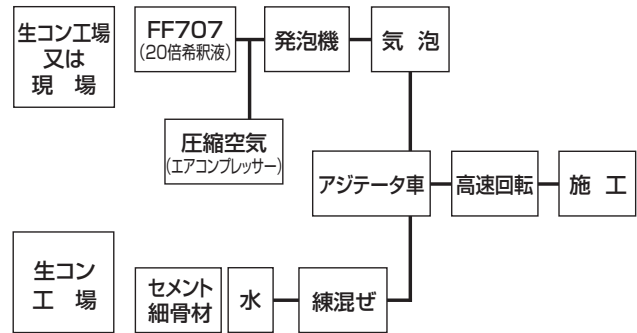 生コン工場
又は
現 場
FF707
(20倍希釈液)
発泡機
気 泡
圧縮空気
(エアコンプレッサー)
アジテータ車
高速回転
施 工
生コン
工 場
セメント
細骨材
水
練混ぜ